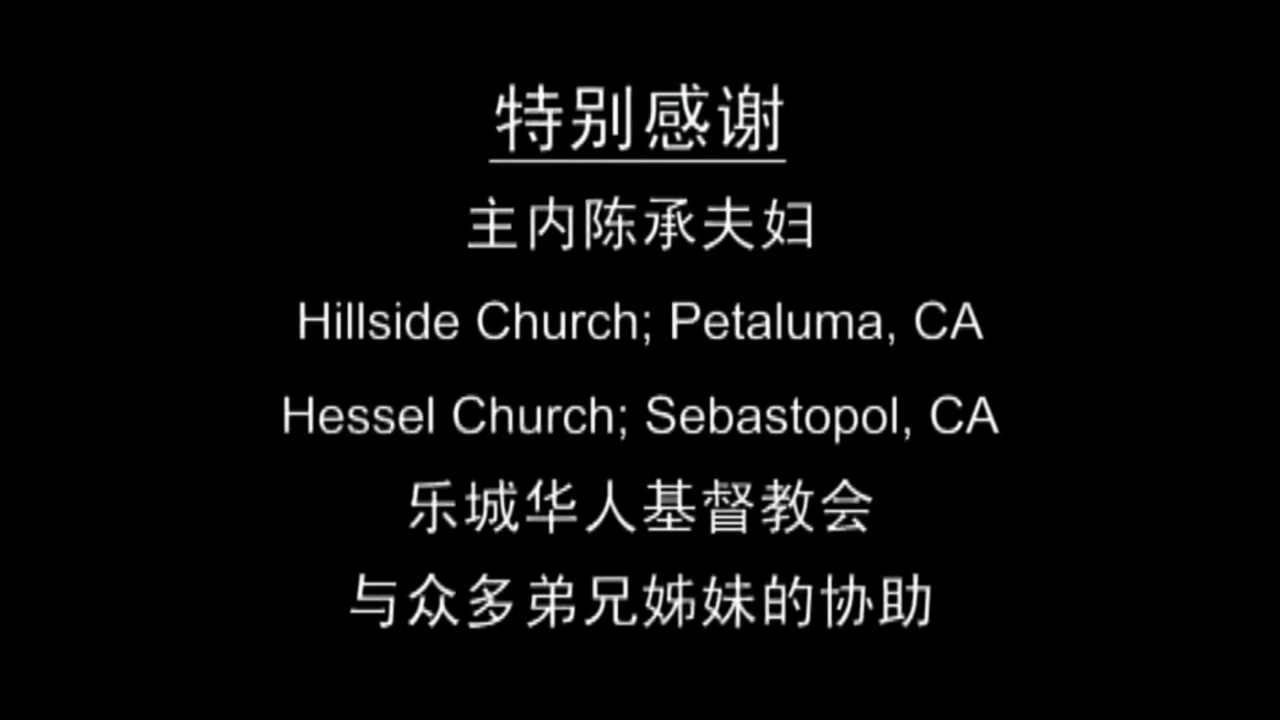 特别感谢
主内陈承夫妇
Hillside Church; Petaluma, CA
Hessel Church; Sebastopol, CA
乐城华人基督教会
与众多弟兄姊妹的协助